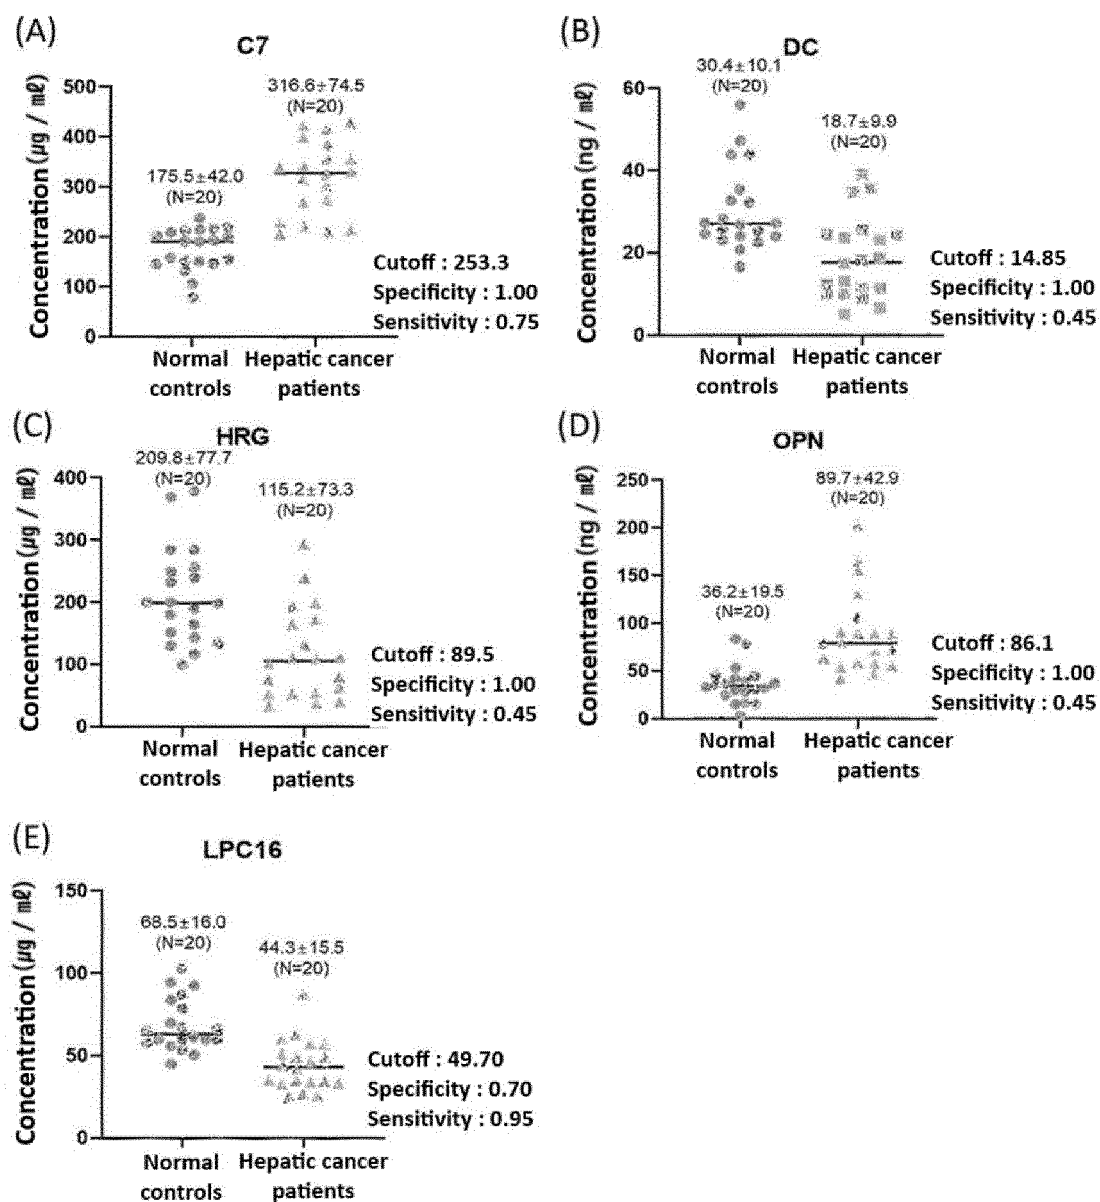 (A)
C7
Concentration (μg / ㎖)
500
400
300
200
100
0
175.5±42.0
(N=20)
316.6±74.5
(N=20)
Cutoff : 253.3
Specificity : 1.00
Sensitivity : 0.75
Normal
controls
Hepatic cancer
patients
(B)
DC
Concentration (ng / ㎖)
60
40
20
0
30.4±10.1
(N=20)
18.7±9.9
(N=20)
Cutoff : 14.85
Specificity : 1.00
Sensitivity : 0.45
Normal
controls
Hepatic cancer
patients
(C)
HRG
Concentration (μg / ㎖)
400
300
200
100
0
209.8±77.7
(N=20)
115.2±73.3
(N=20)
Cutoff : 89.5
Specificity : 1.00
Sensitivity : 0.45
Normal
controls
Hepatic cancer
patients
(D)
OPN
Concentration (ng / ㎖)
250
200
150
100
50
0
36.2±19.5
(N=20)
89.7±42.9
(N=20)
Cutoff : 86.1
Specificity : 1.00
Sensitivity : 0.45
Normal
controls
Hepatic cancer
patients
(E)
LPC16
Concentration (μg / ㎖)
150
100
50
0
68.5±16.0
(N=20)
44.3±15.5
(N=20)
Cutoff : 49.70
Specificity : 0.70
Sensitivity : 0.95
Normal
controls
Hepatic cancer
patients